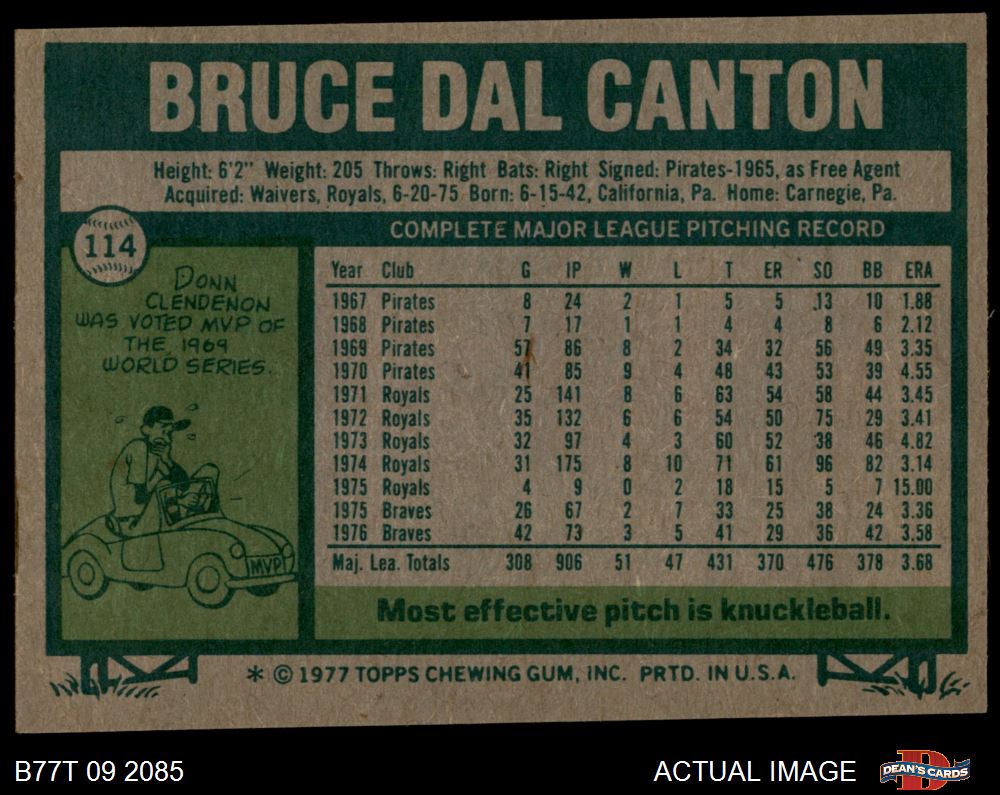 BRUCE DAL CANTON
Height: 6'2" Weight: 205 Throws: Right Bats: Right Signed: Pirates-1965, as Free Agent
Acquired: Waivers, Royals, 6-20-75 Born: 6-15-42, California, Pa. Home: Carnegie, Pa.
114
DONN
CLENDENON
WAS VOTED MVP OF
THE 1969
WORLD SERIES.
MVP
COMPLETE MAJOR LEAGUE PITCHING RECORD
Year Club G IP W L T ER SO BB ERA
1967 Pirates 8 24 2 1 5 5 13 10 1.88
1968 Pirates 7 17 1 1 4 4 8 6 2.12
1969 Pirates 57 86 8 2 34 32 56 49 3.35
1970 Pirates 41 85 9 4 48 43 53 39 4.55
1971 Royals 25 141 8 6 63 54 58 44 3.45
1972 Royals 35 132 6 6 54 50 75 29 3.41
1973 Royals 32 97 4 3 60 52 38 46 4.82
1974 Royals 31 175 8 10 71 61 96 82 3.14
1975 Royals 4 9 0 2 18 15 5 7 15.00
1975 Braves 26 67 2 7 33 25 38 24 3.36
1976 Braves 42 73 3 5 41 29 36 42 3.58
Maj. Lea. Totals 308 906 51 47 431 370 476 378 3.68
Most effective pitch is knuckleball.
* © 1977 TOPPS CHEWING GUM, INC. PRTD. IN U.S.A.
B77T 09 2085
ACTUAL IMAGE
D
DEAN'S CARDS